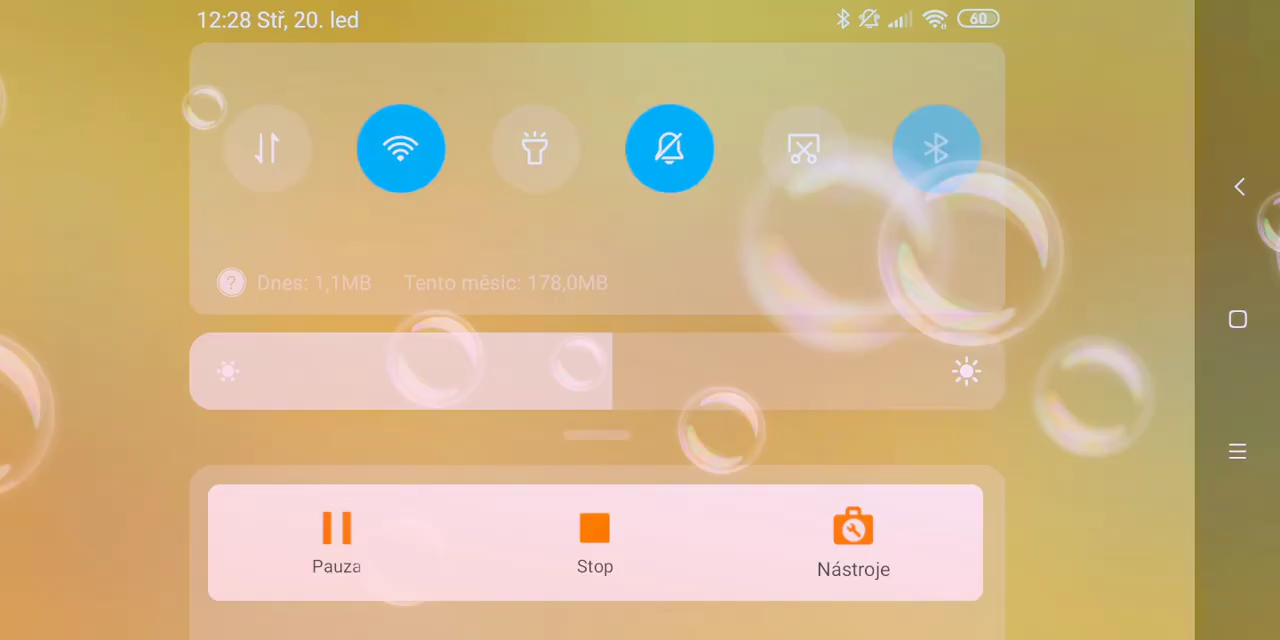 12:28 Stř, 20. led
60
?
Dnes: 1,1MB Tento měsíc: 178,0MB
Pauza
Stop
Nástroje